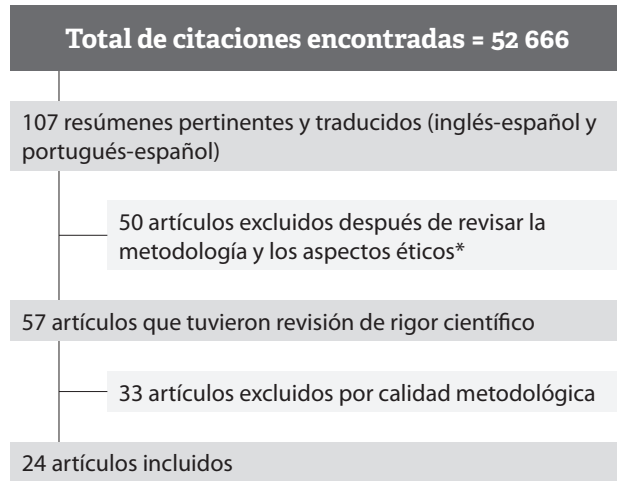 Total de citaciones encontradas = 52 666
107 resúmenes pertinentes y traducidos (inglés-español y
portugués-español)
50 artículos excluidos después de revisar la
metodología y los aspectos éticos*
57 artículos que tuvieron revisión de rigor científico
33 artículos excluidos por calidad metodológica
24 artículos incluidos